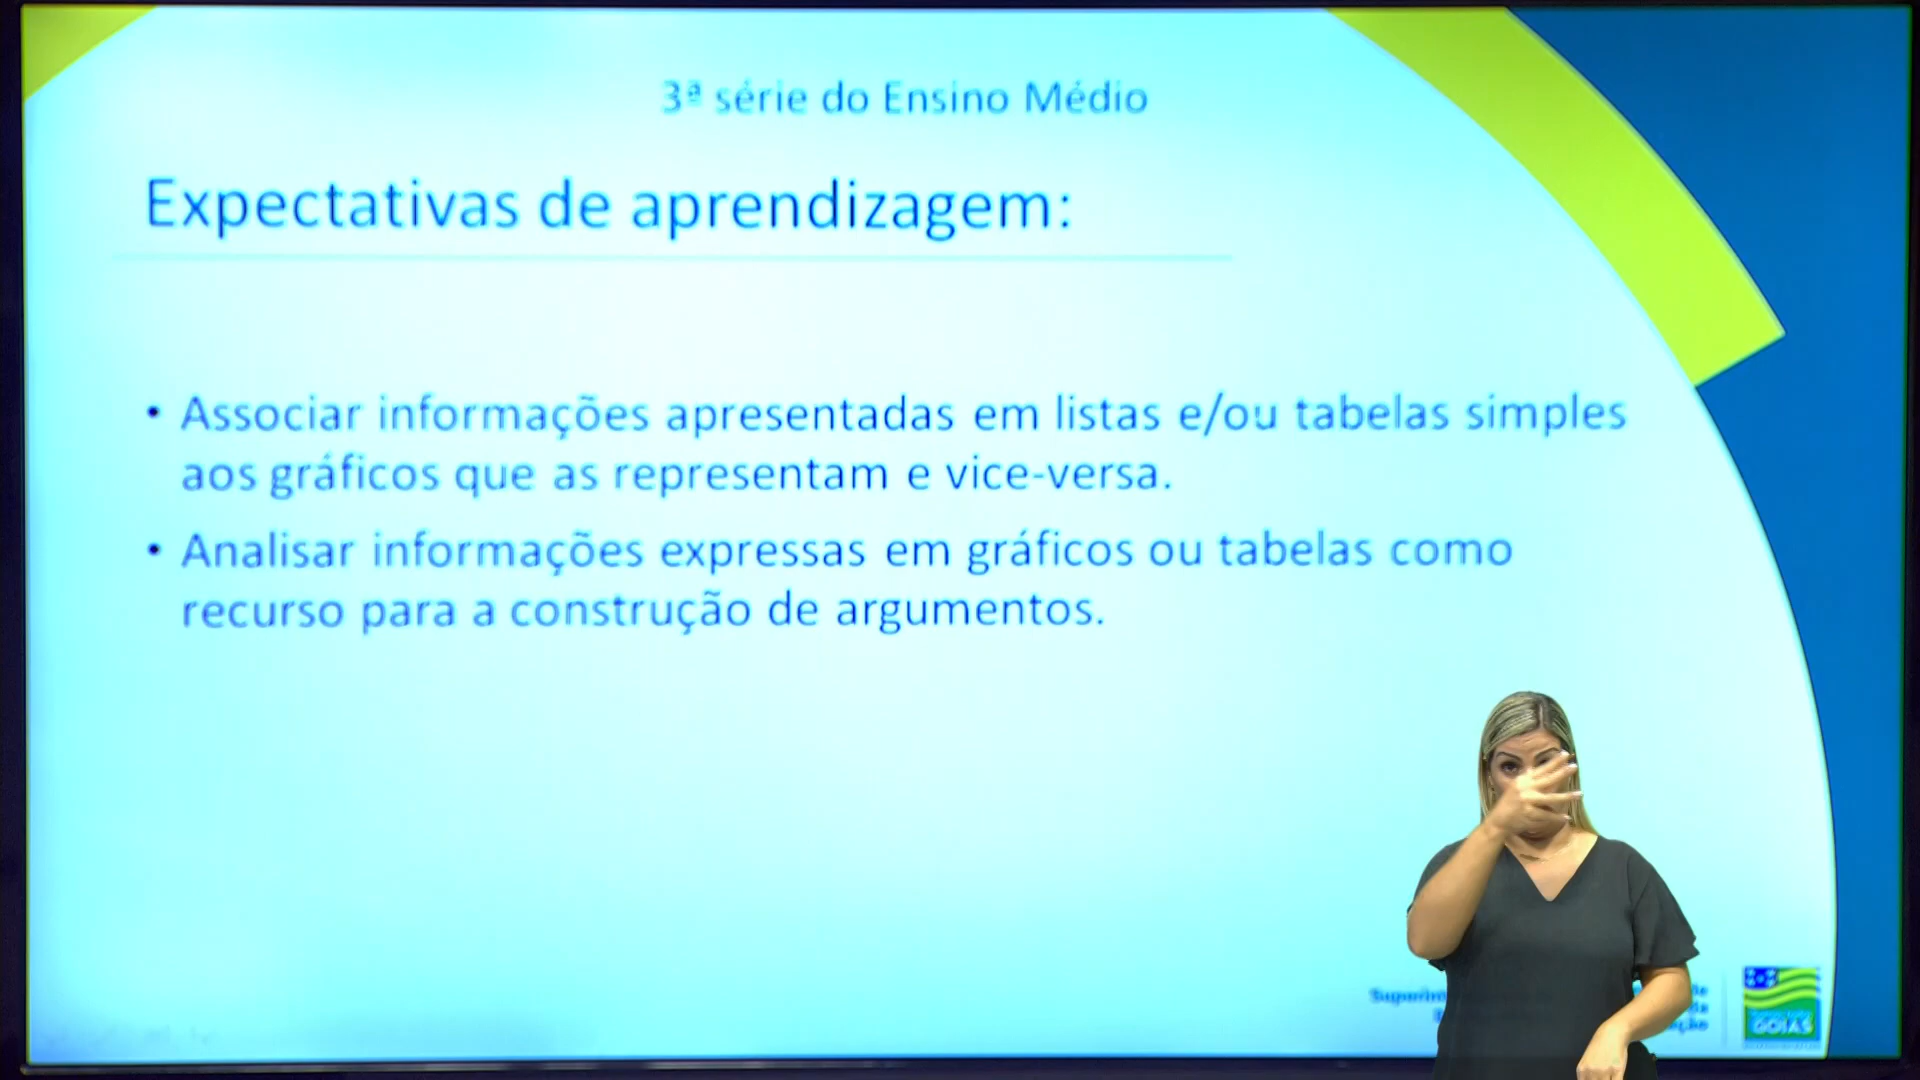 3ª série do Ensino Médio
Expectativas de aprendizagem:
• Associar informações apresentadas em listas e/ou tabelas simples
aos gráficos que as representam e vice-versa.
• Analisar informações expressas em gráficos ou tabelas como
recurso para a construção de argumentos.
GOIÁS